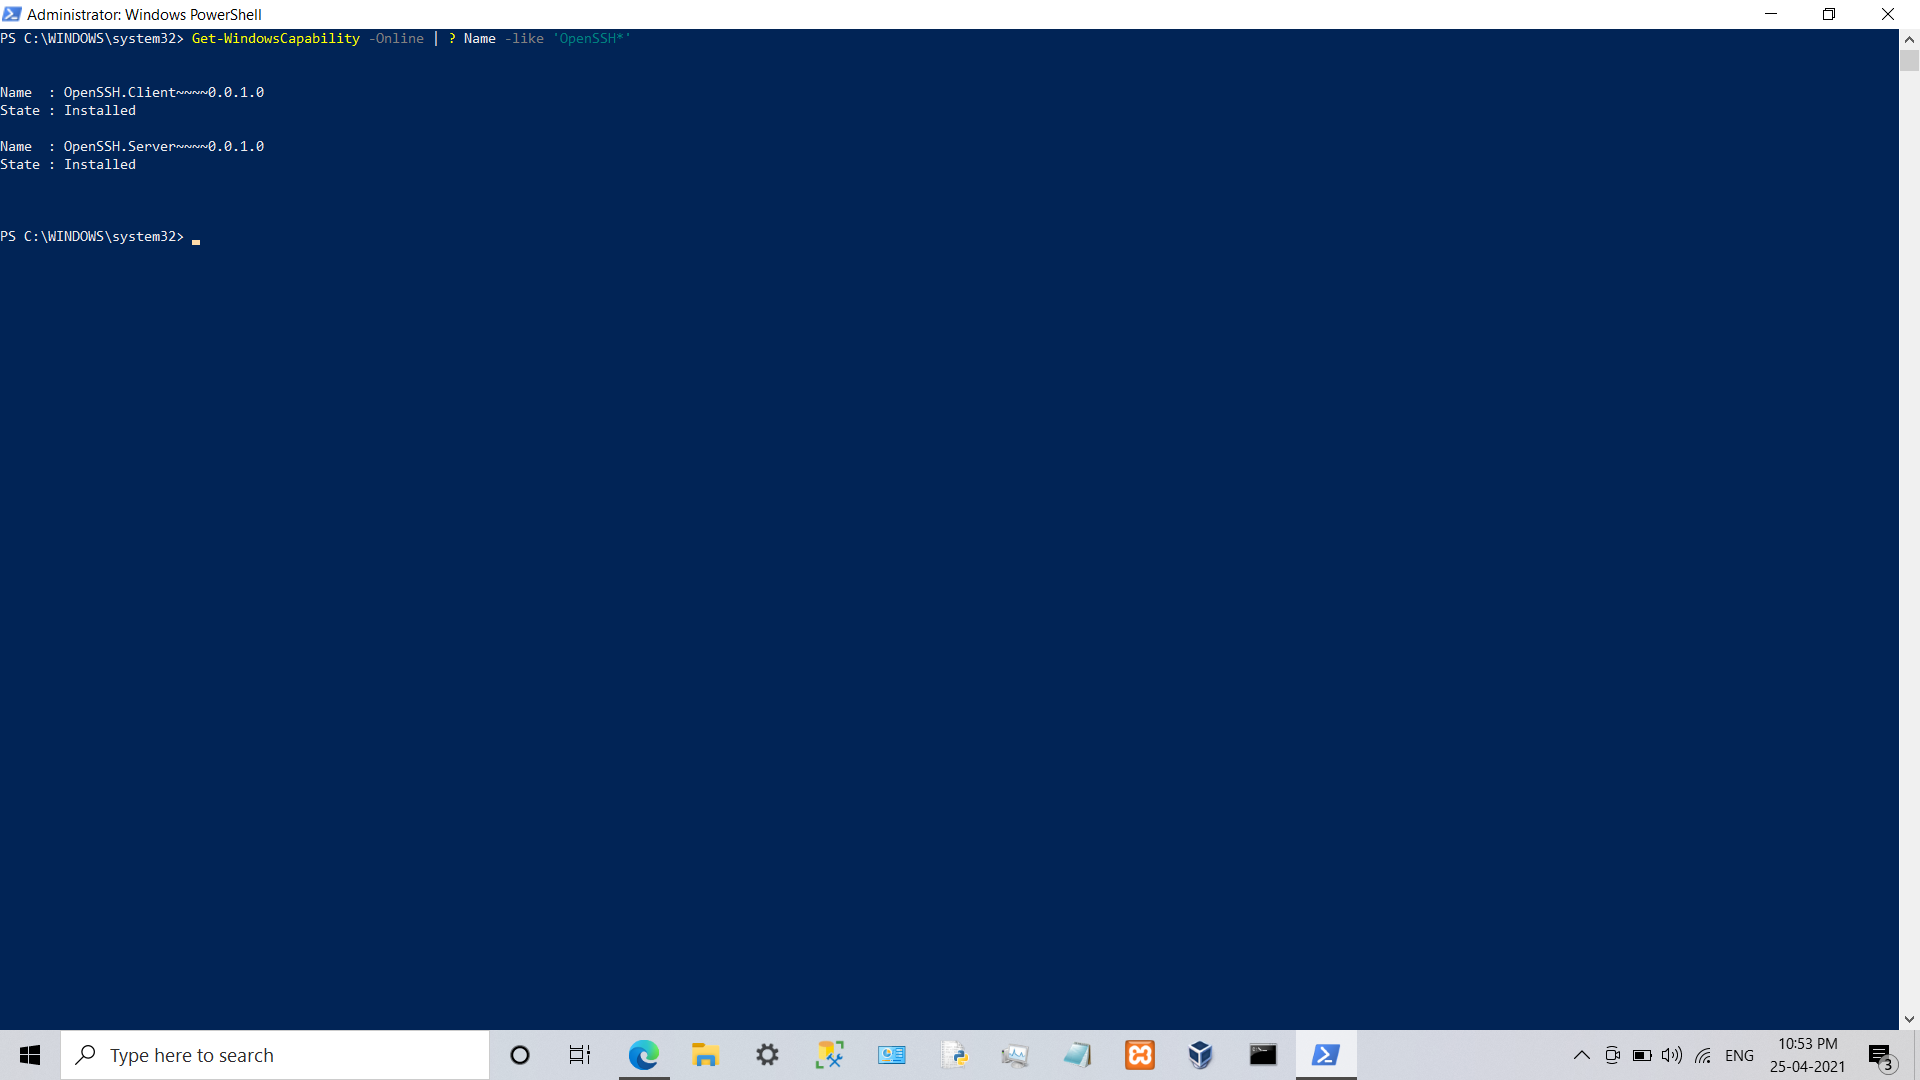 Administrator: Windows PowerShell
PS C:\WINDOWS\system32> Get-WindowsCapability -Online | ? Name -like 'OpenSSH*'
Name  : OpenSSH.Client~~~~0.0.1.0
State : Installed
Name  : OpenSSH.Server~~~~0.0.1.0
State : Installed
PS C:\WINDOWS\system32>
Type here to search
ENG
10:53 PM
25-04-2021
3